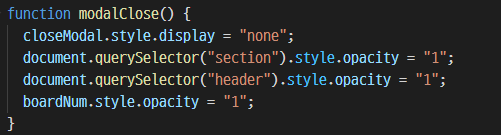 function modalClose() {
  closeModal.style.display = "none";
  document.querySelector("section").style.opacity = "1";
  document.querySelector("header").style.opacity = "1";
  boardNum.style.opacity = "1";
}